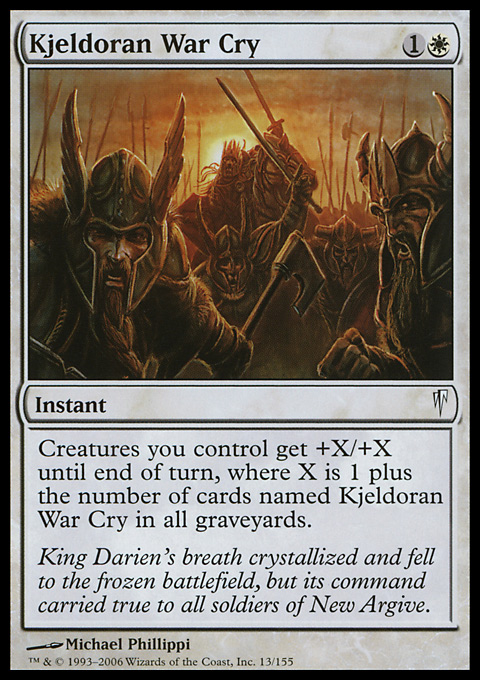 Kjeldoran War Cry 1
Instant
Creatures you control get +X/+X
until end of turn, where X is 1 plus
the number of cards named Kjeldoran
War Cry in all graveyards.
King Darien's breath crystallized and fell
to the frozen battlefield, but its command
carried true to all soldiers of New Argive.
Michael Phillippi
™ & © 1993–2006 Wizards of the Coast, Inc. 13/155